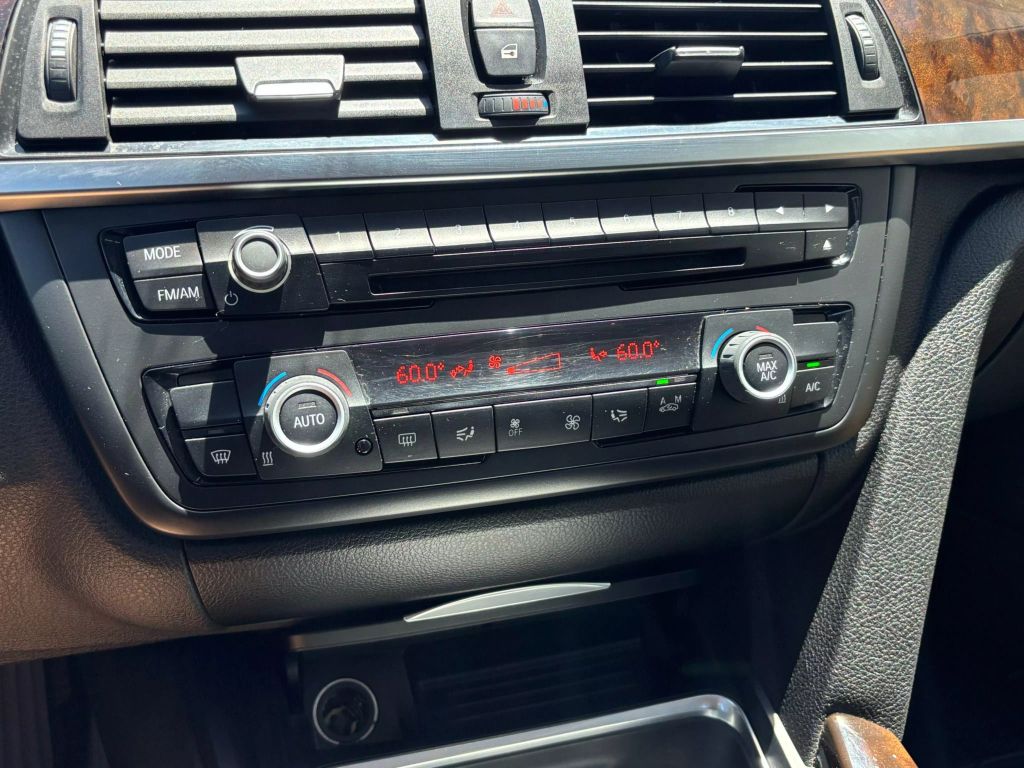 MODE
1 2 3 4 5 6 7 8
FM/AM
60.0° 60.0°
AUTO
MAX
A/C
A/C
OFF
A M